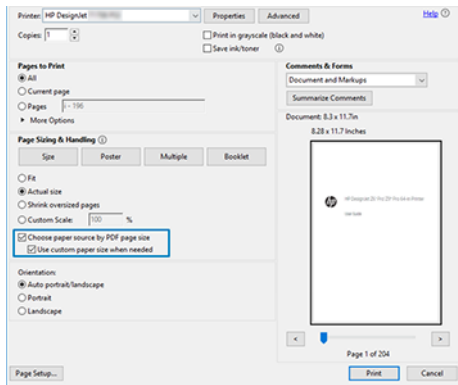 Printer: HP DesignJet
Properties
Advanced
Help
Copies: 1
Print in grayscale (black and white)
Save ink/toner
Pages to Print
All
Current page
Pages - 196
More Options
Page Sizing & Handling
Size
Poster
Multiple
Booklet
Fit
Actual size
Shrink oversized pages
Custom Scale: 100 %
Choose paper source by PDF page size
Use custom paper size when needed
Orientation:
Auto portrait/landscape
Portrait
Landscape
Comments & Forms
Document and Markups
Summarize Comments
Document: 8.3 x 11.7in
8.28 x 11.7 Inches
hp
User Guide
<
>
Page 1 of 204
Page Setup...
Print
Cancel